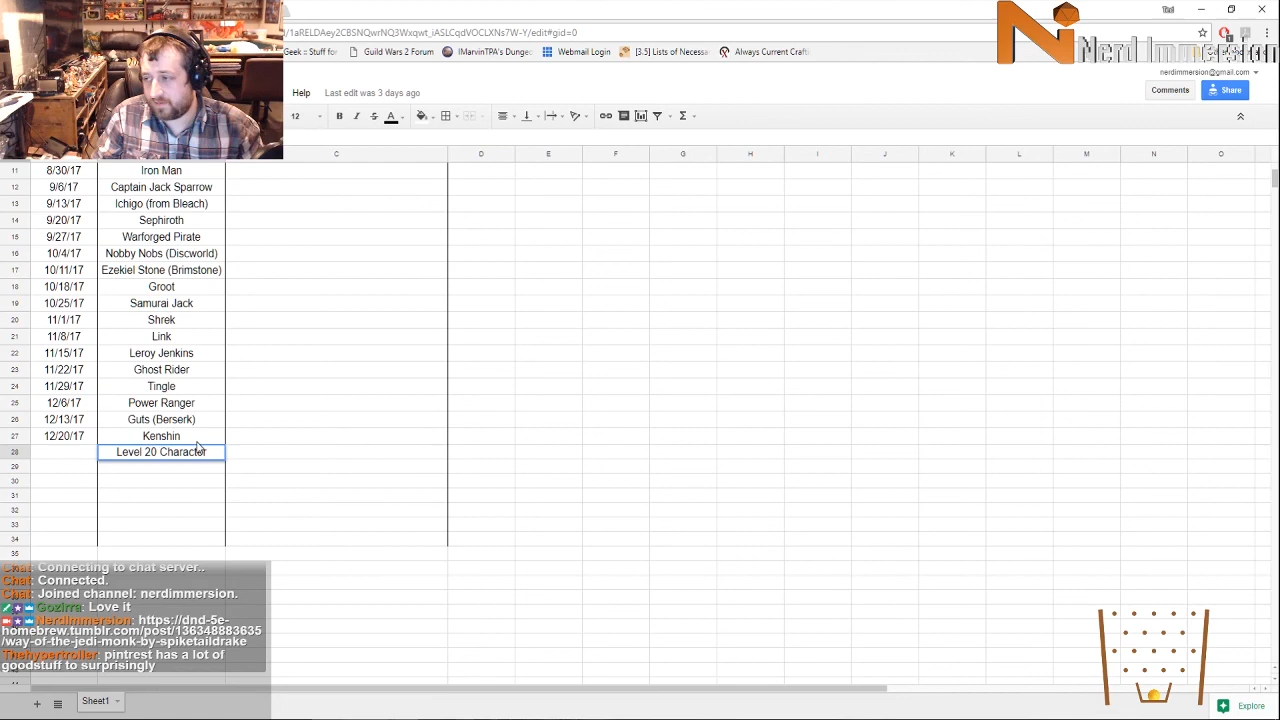 Ted
/1aRELDAey2CBSNQwrNQ3Wxqwt_iASLCqdVOCLXNs7W-Y/edit#gid=0
Geek :: Stuff for
Guild Wars 2 Forum
IMarvinTPA's Dunge
Webmail Login
[3.5] List of Necessa
Always Current Craft
Nerd Immersion
nerdimmersion@gmail.com
Help
Last edit was 3 days ago
Comments
Share
12
B
I
S
A
C
D
E
F
G
H
I
J
K
L
M
N
O
11 8/30/17 Iron Man
12 9/6/17 Captain Jack Sparrow
13 9/13/17 Ichigo (from Bleach)
14 9/20/17 Sephiroth
15 9/27/17 Warforged Pirate
16 10/4/17 Nobby Nobs (Discworld)
17 10/11/17 Ezekiel Stone (Brimstone)
18 10/18/17 Groot
19 10/25/17 Samurai Jack
20 11/1/17 Shrek
21 11/8/17 Link
22 11/15/17 Leroy Jenkins
23 11/22/17 Ghost Rider
24 11/29/17 Tingle
25 12/6/17 Power Ranger
26 12/13/17 Guts (Berserk)
27 12/20/17 Kenshin
28 Level 20 Character
29
30
31
32
33
34
35
Chat: Connecting to chat server..
Chat: Connected.
Chat: Joined channel: nerdimmersion.
Gozirra: Love it
NerdImmersion: https://dnd-5e-
homebrew.tumblr.com/post/136348883635
/way-of-the-jedi-monk-by-spiketaildrake
Thehypertroller: pintrest has a lot of
goodstuff to surprisingly
Sheet1
Explore